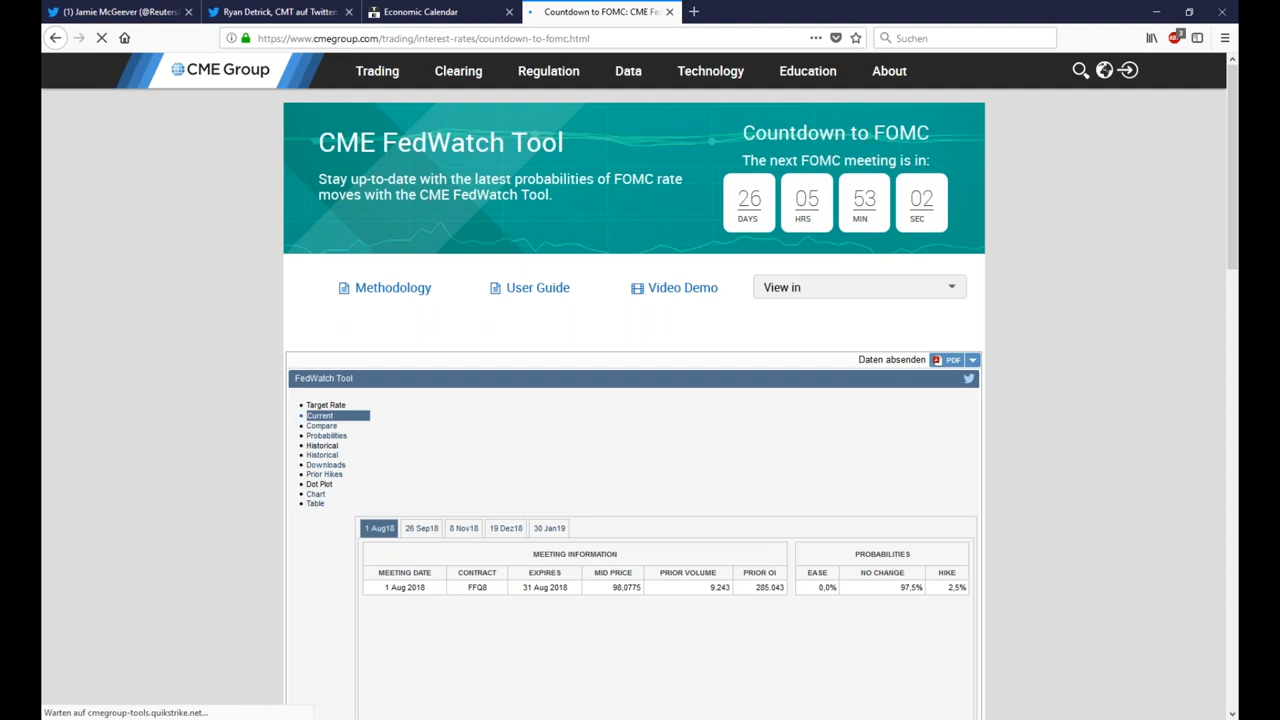 (1) Jamie McGeever (@Reuters
Ryan Detrick, CMT auf Twitter
Economic Calendar
Countdown to FOMC: CME Fe
https://www.cmegroup.com/trading/interest-rates/countdown-to-fomc.html
Suchen
CME Group
Trading
Clearing
Regulation
Data
Technology
Education
About
CME FedWatch Tool
Stay up-to-date with the latest probabilities of FOMC rate
moves with the CME FedWatch Tool.
Countdown to FOMC
The next FOMC meeting is in:
26 05 53 02
DAYS HRS MIN SEC
Methodology
User Guide
Video Demo
View in
Daten absenden PDF
FedWatch Tool
Target Rate
Current
Compare
Probabilities
Historical
Historical
Downloads
Prior Hikes
Dot Plot
Chart
Table
1 Aug18 26 Sep18 8 Nov18 19 Dez18 30 Jan19
MEETING INFORMATION PROBABILITIES
MEETING DATE CONTRACT EXPIRES MID PRICE PRIOR VOLUME PRIOR OI EASE NO CHANGE HIKE
1 Aug 2018 FFQ8 31 Aug 2018 98,0775 9.243 285.043 0,0% 97,5% 2,5%
Warten auf cmegroup-tools.quikstrike.net...